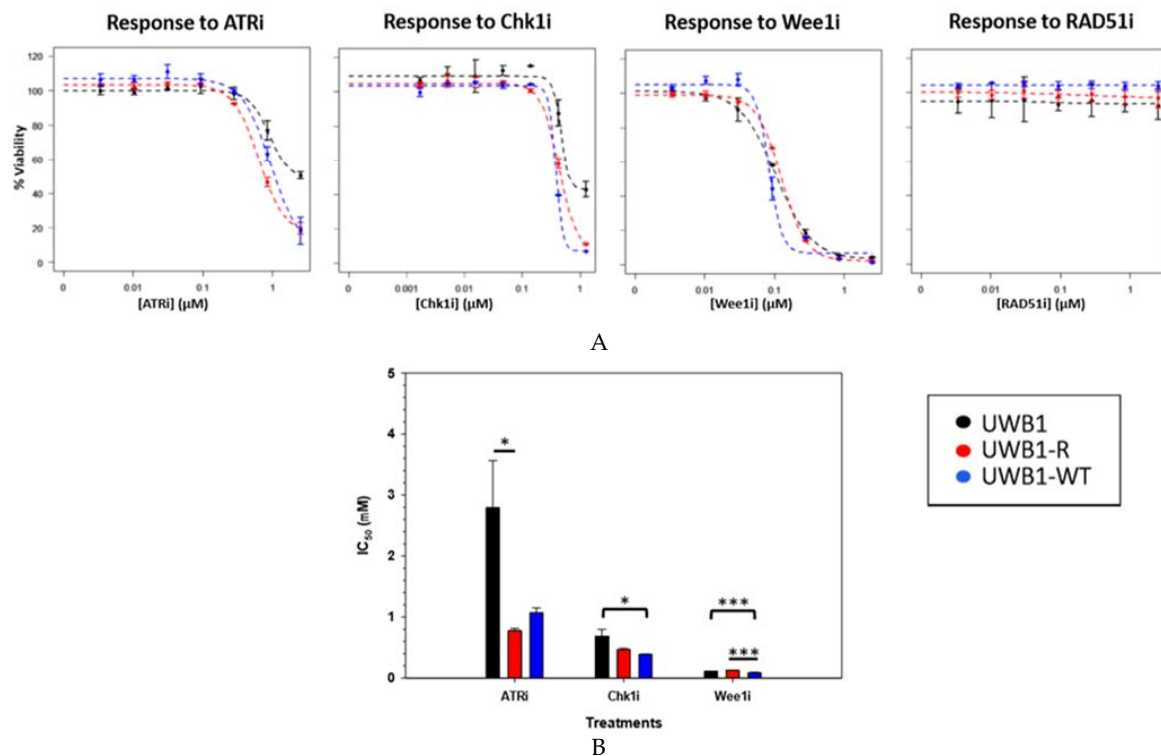 Response to ATRi
Response to Chk1i
Response to Wee1i
Response to RAD51i
120
100
80
60
40
20
0
% Viability
0 0.01 0.1 1
[ATRi] (µM)
0 0.001 0.01 0.1 1
[Chk1i] (µM)
0 0.01 0.1 1
[Wee1i] (µM)
0 0.01 0.1 1
[RAD51i] (µM)
A
5
4
3
2
1
0
IC50 (mM)
*
*
***
***
ATRi Chk1i Wee1i
Treatments
UWB1
UWB1-R
UWB1-WT
B